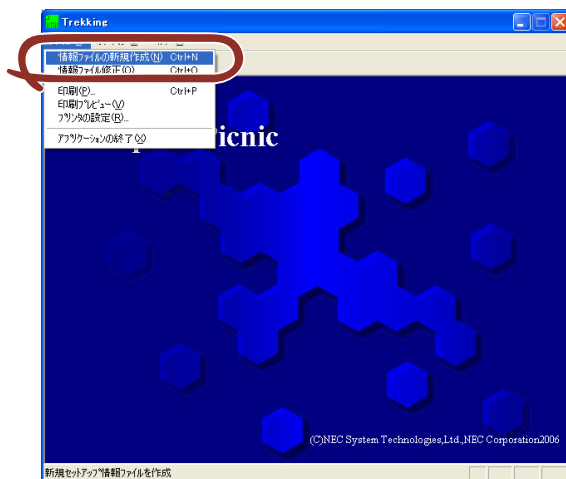 Trekking
情報ファイルの新規作成(N) Ctrl+N
情報ファイル修正(O) Ctrl+O
印刷(P)... Ctrl+P
印刷プレビュー(V)
プリンタの設定(R)...
アプリケーションの終了(X)
icnic
(C)NEC System Technologies,Ltd.,NEC Corporation2006
新規セットアップ情報ファイルを作成